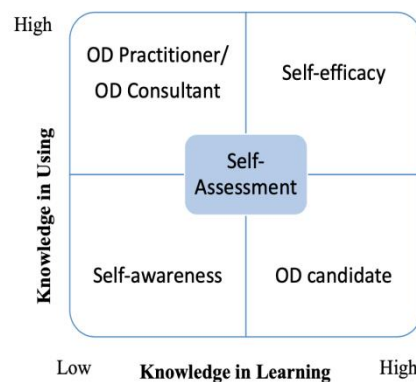 High
OD Practitioner/
OD Consultant
Self-efficacy
Self-
Assessment
Knowledge in Using
Self-awareness
OD candidate
Low
Knowledge in Learning
High